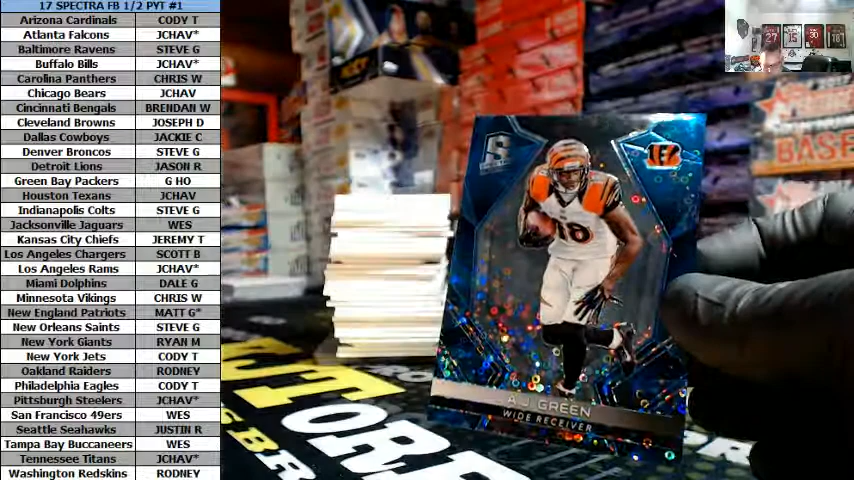 17 SPECTRA FB 1/2 PYT #1
Arizona Cardinals CODY T
Atlanta Falcons JCHAV*
Baltimore Ravens STEVE G
Buffalo Bills JCHAV*
Carolina Panthers CHRIS W
Chicago Bears JCHAV
Cincinnati Bengals BRENDAN W
Cleveland Browns JOSEPH D
Dallas Cowboys JACKIE C
Denver Broncos STEVE G
Detroit Lions JASON R
Green Bay Packers G HO
Houston Texans JCHAV
Indianapolis Colts STEVE G
Jacksonville Jaguars WES
Kansas City Chiefs JEREMY T
Los Angeles Chargers SCOTT B
Los Angeles Rams JCHAV*
Miami Dolphins DALE G
Minnesota Vikings CHRIS W
New England Patriots MATT G*
New Orleans Saints STEVE G
New York Giants RYAN M
New York Jets CODY T
Oakland Raiders RODNEY
Philadelphia Eagles CODY T
Pittsburgh Steelers JCHAV*
San Francisco 49ers WES
Seattle Seahawks JUSTIN R
Tampa Bay Buccaneers WES
Tennessee Titans JCHAV*
Washington Redskins RODNEY
27 15 30 18
BASE
S
B
18
A.J. GREEN
WIDE RECEIVER